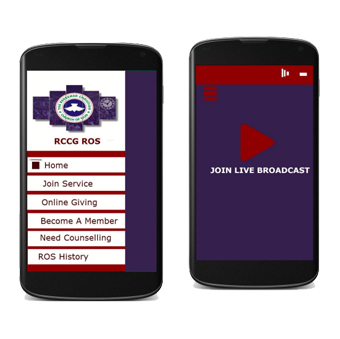 RCCG ROS
Home
Join Service
Online Giving
Become A Member
Need Counselling
ROS History
JOIN LIVE BROADCAST